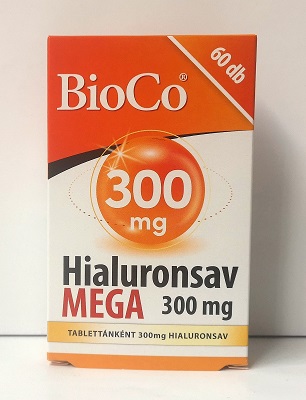 60 db
BioCo®
300
mg
Hialuronsav
MEGA 300 mg
TABLETTÁNKÉNT 300mg HIALURONSAV